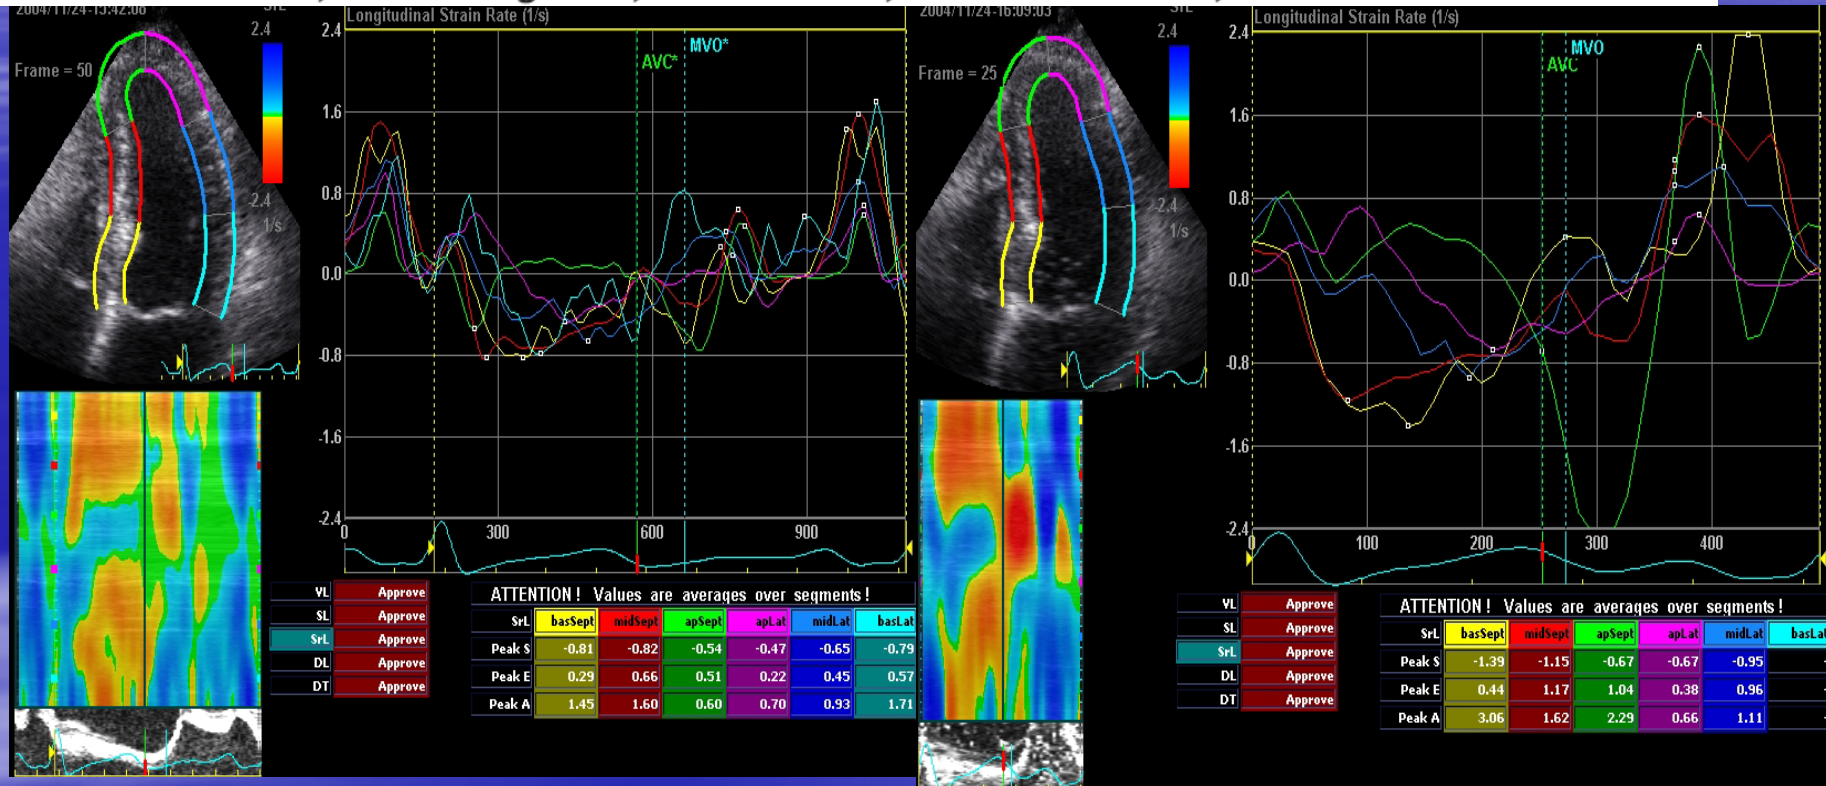 2004/11/24-15:42:08
2.4
Frame = 50
-2.4
1/s
Longitudinal Strain Rate (1/s)
2.4
1.6
0.8
0.0
-0.8
-1.6
-2.4
AVC*
MVO*
0
300
600
900
VL Approve
SL Approve
SrL Approve
DL Approve
DT Approve
ATTENTION ! Values are averages over segments !
SrL basSept midSept apSept apLat midLat basLat
Peak S -0.81 -0.82 -0.54 -0.47 -0.65 -0.79
Peak E 0.29 0.66 0.51 0.22 0.45 0.57
Peak A 1.45 1.60 0.60 0.70 0.93 1.71
2004/11/24-16:09:03
2.4
Frame = 25
-2.4
1/s
Longitudinal Strain Rate (1/s)
2.4
1.6
0.8
0.0
-0.8
-1.6
-2.4
MVO
AVC
0
100
200
300
400
VL Approve
SL Approve
SrL Approve
DL Approve
DT Approve
ATTENTION ! Values are averages over segments !
SrL basSept midSept apSept apLat midLat basLat
Peak S -1.39 -1.15 -0.67 -0.67 -0.95 -
Peak E 0.44 1.17 1.04 0.38 0.96 -
Peak A 3.06 1.62 2.29 0.66 1.11 -